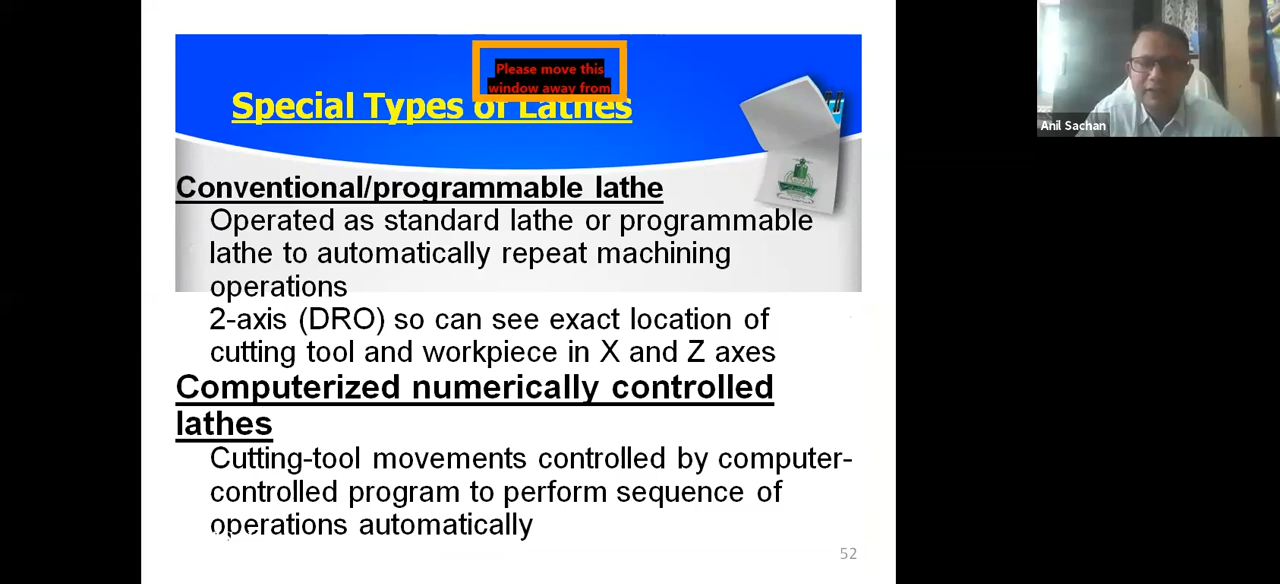 Please move this
window away from
Special Types of Lathes
Anil Sachan
Conventional/programmable lathe
Operated as standard lathe or programmable
lathe to automatically repeat machining
operations
2-axis (DRO) so can see exact location of
cutting tool and workpiece in X and Z axes
Computerized numerically controlled
lathes
Cutting-tool movements controlled by computer-
controlled program to perform sequence of
operations automatically
52